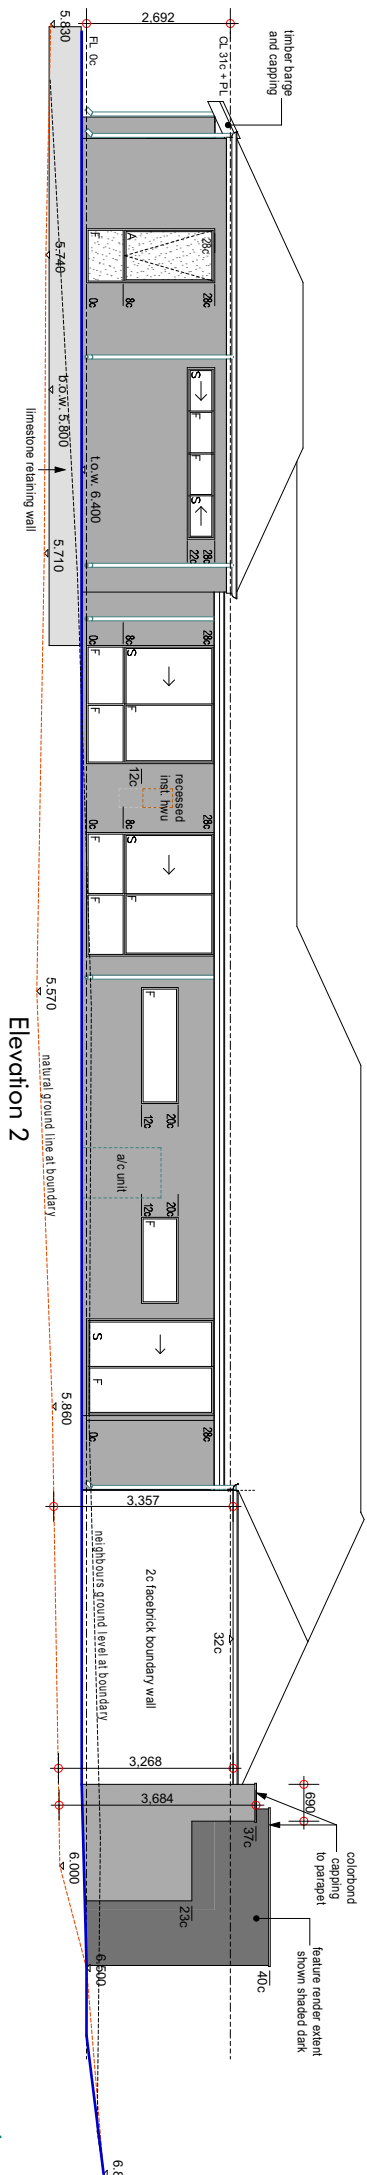 timber barge
and capping
CL 31c + PL
2,692
FL 0c
5.830
28c
A
F
28c
8c
0c
5.740
b.o.w. 5.800
limestone retaining wall
t.o.w. 6.400
5.710
S
F
F
S
28c
22c
28c
8c
0c
S
F
F
recessed
inst. hwu
12c
28c
8c
0c
S
F
F
5.570
natural ground line at boundary
F
20c
12c
a/c unit
20c
12c
F
S
F
28c
0c
5.860
3,357
neighbours ground level at boundary
2c facebrick boundary wall
32c
3,268
3,684
690
37c
23c
colorbond
capping
to parapet
feature render extent
shown shaded dark
40c
6.000
6.500
Elevation 2